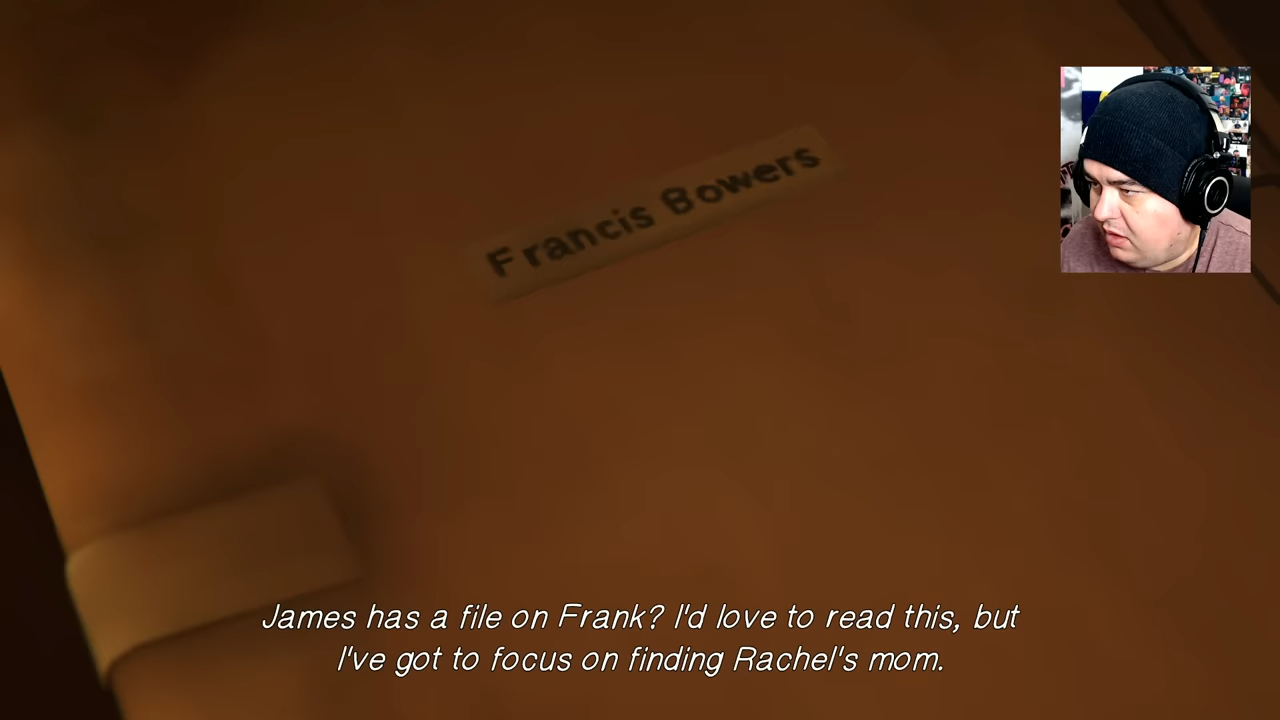 Francis Bowers
James has a file on Frank? I'd love to read this, but
I've got to focus on finding Rachel's mom.